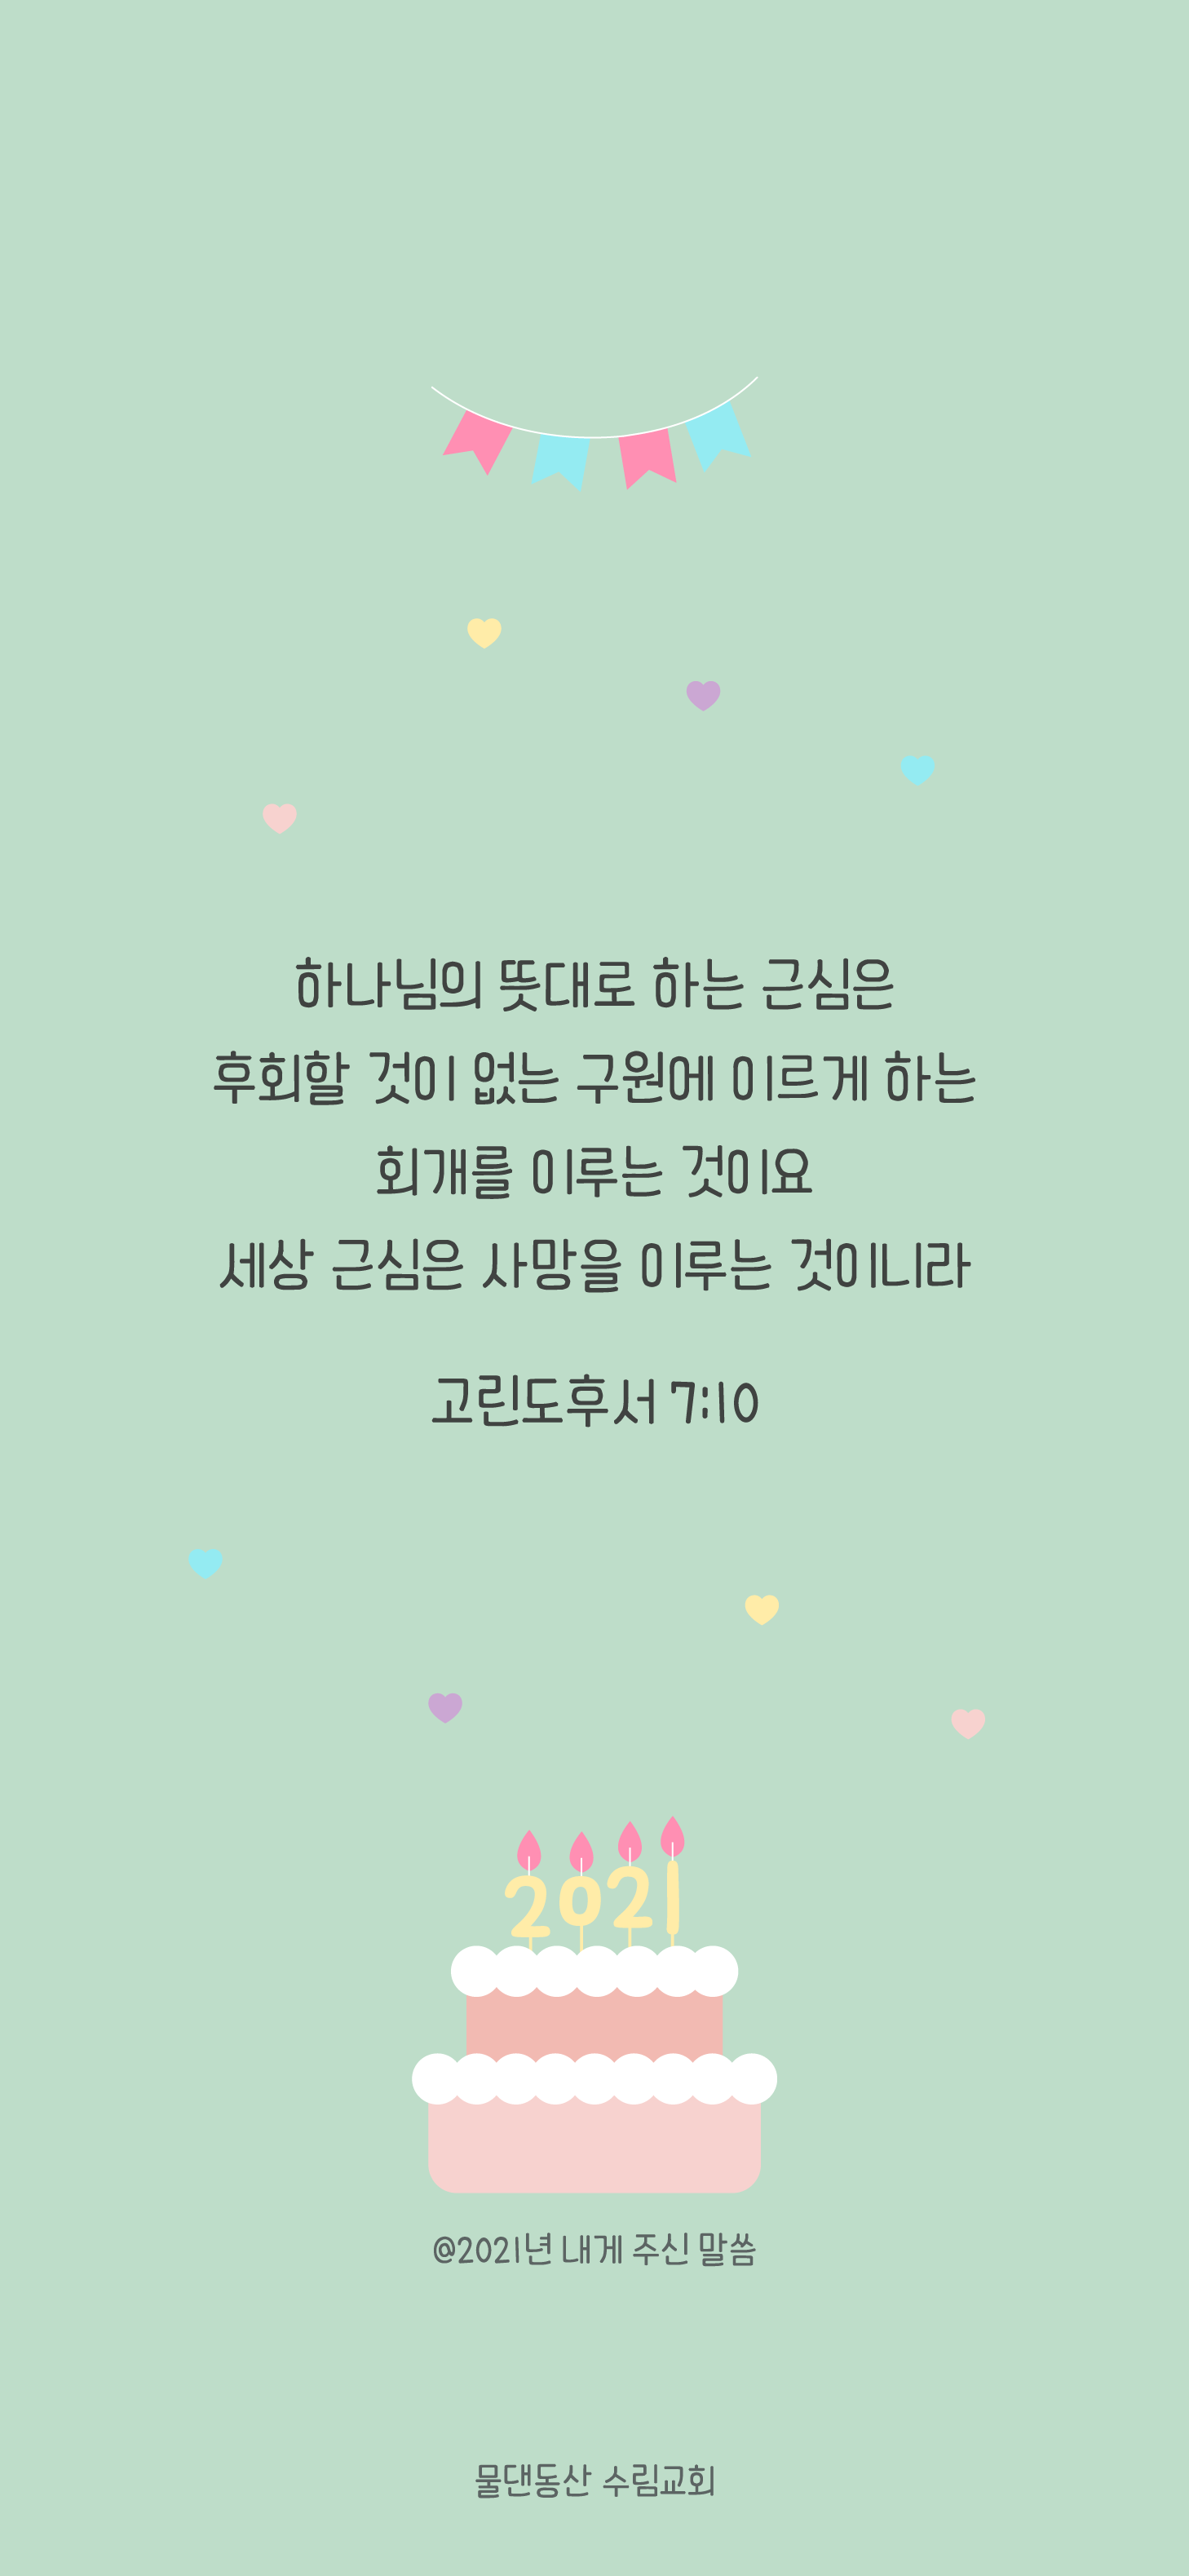 하나님의 뜻대로 하는 근심은
후회할 것이 없는 구원에 이르게 하는
회개를 이루는 것이요
세상 근심은 사망을 이루는 것이니라
고린도후서 7:10
2021
@2021년 내게 주신 말씀
물댄동산 수림교회